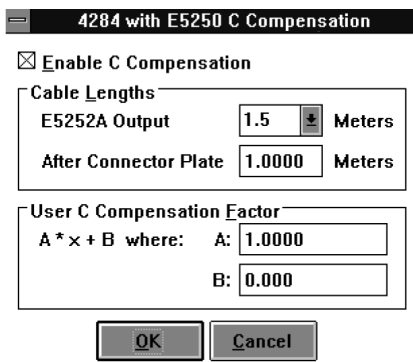 4284 with E5250 C Compensation
Enable C Compensation
Cable Lengths
E5252A Output 1.5 Meters
After Connector Plate 1.0000 Meters
User C Compensation Factor
A * x + B where: A: 1.0000
B: 0.000
OK Cancel